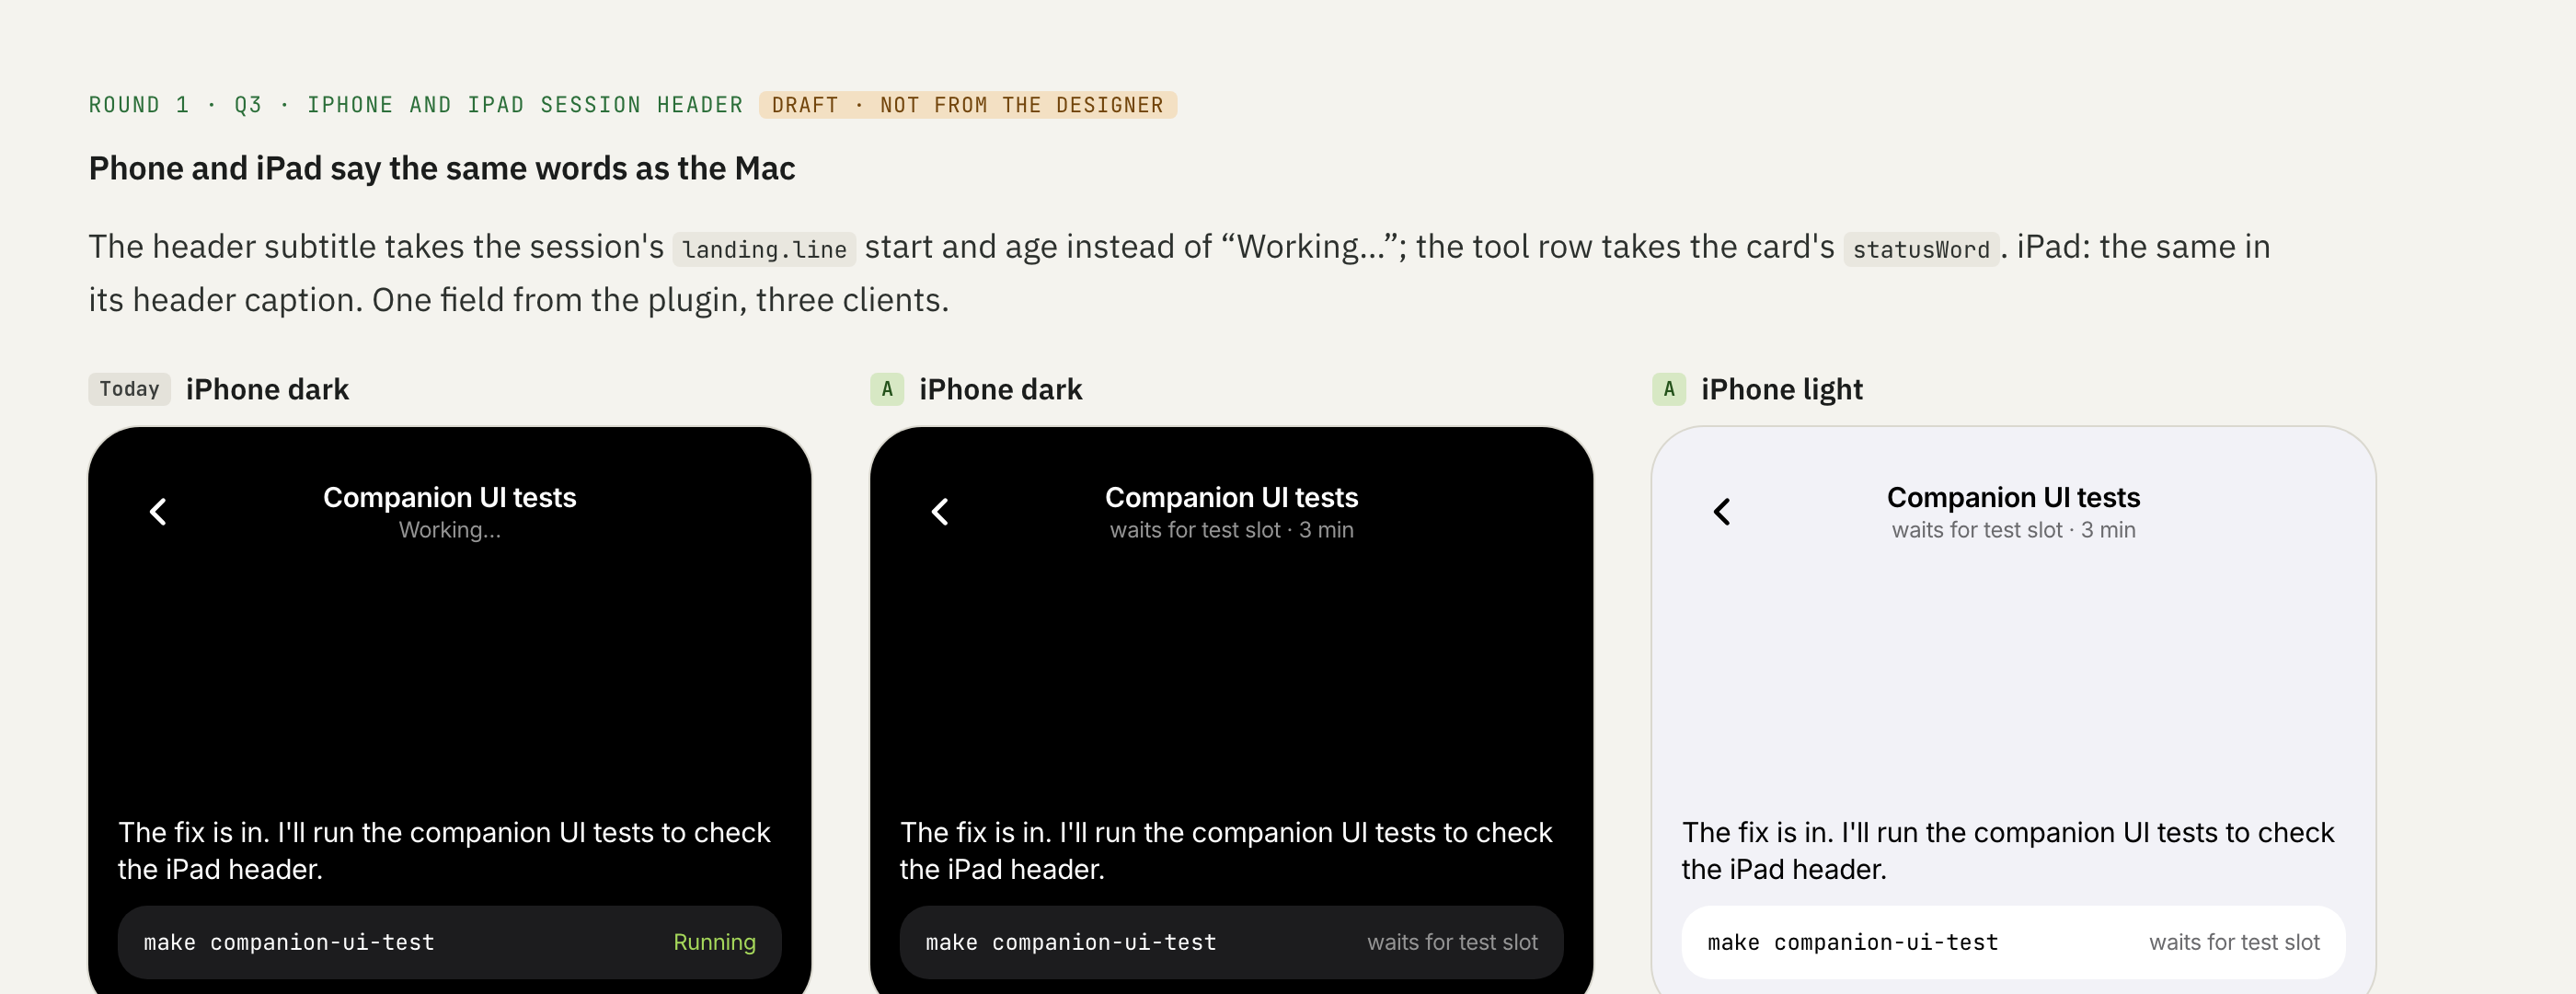 ROUND 1 · Q3 · IPHONE AND IPAD SESSION HEADER DRAFT · NOT FROM THE DESIGNER
Phone and iPad say the same words as the Mac
The header subtitle takes the session's landing.line start and age instead of “Working…”; the tool row takes the card's statusWord. iPad: the same in
its header caption. One field from the plugin, three clients.
Today iPhone dark
Companion UI tests
Working…
The fix is in. I'll run the companion UI tests to check
the iPad header.
make companion-ui-test Running
A iPhone dark
Companion UI tests
waits for test slot · 3 min
The fix is in. I'll run the companion UI tests to check
the iPad header.
make companion-ui-test waits for test slot
A iPhone light
Companion UI tests
waits for test slot · 3 min
The fix is in. I'll run the companion UI tests to check
the iPad header.
make companion-ui-test waits for test slot